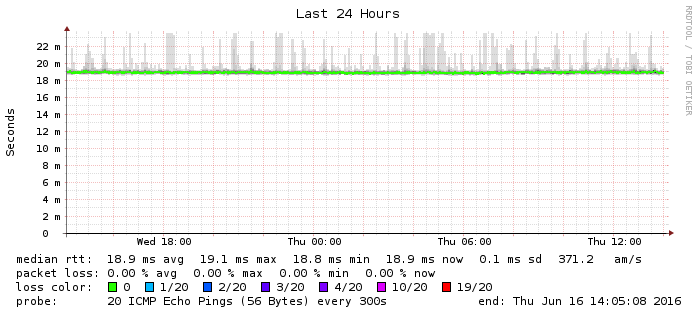 Last 24 Hours
RRDTOOL / TOBI OETIKER
Seconds
22 m
20 m
18 m
16 m
14 m
12 m
10 m
8 m
6 m
4 m
2 m
0
Wed 18:00 Thu 00:00 Thu 06:00 Thu 12:00
median rtt: 18.9 ms avg 19.1 ms max 18.8 ms min 18.9 ms now 0.1 ms sd 371.2 am/s
packet loss: 0.00 % avg 0.00 % max 0.00 % min 0.00 % now
loss color: 0 1/20 2/20 3/20 4/20 10/20 19/20
probe: 20 ICMP Echo Pings (56 Bytes) every 300s end: Thu Jun 16 14:05:08 2016